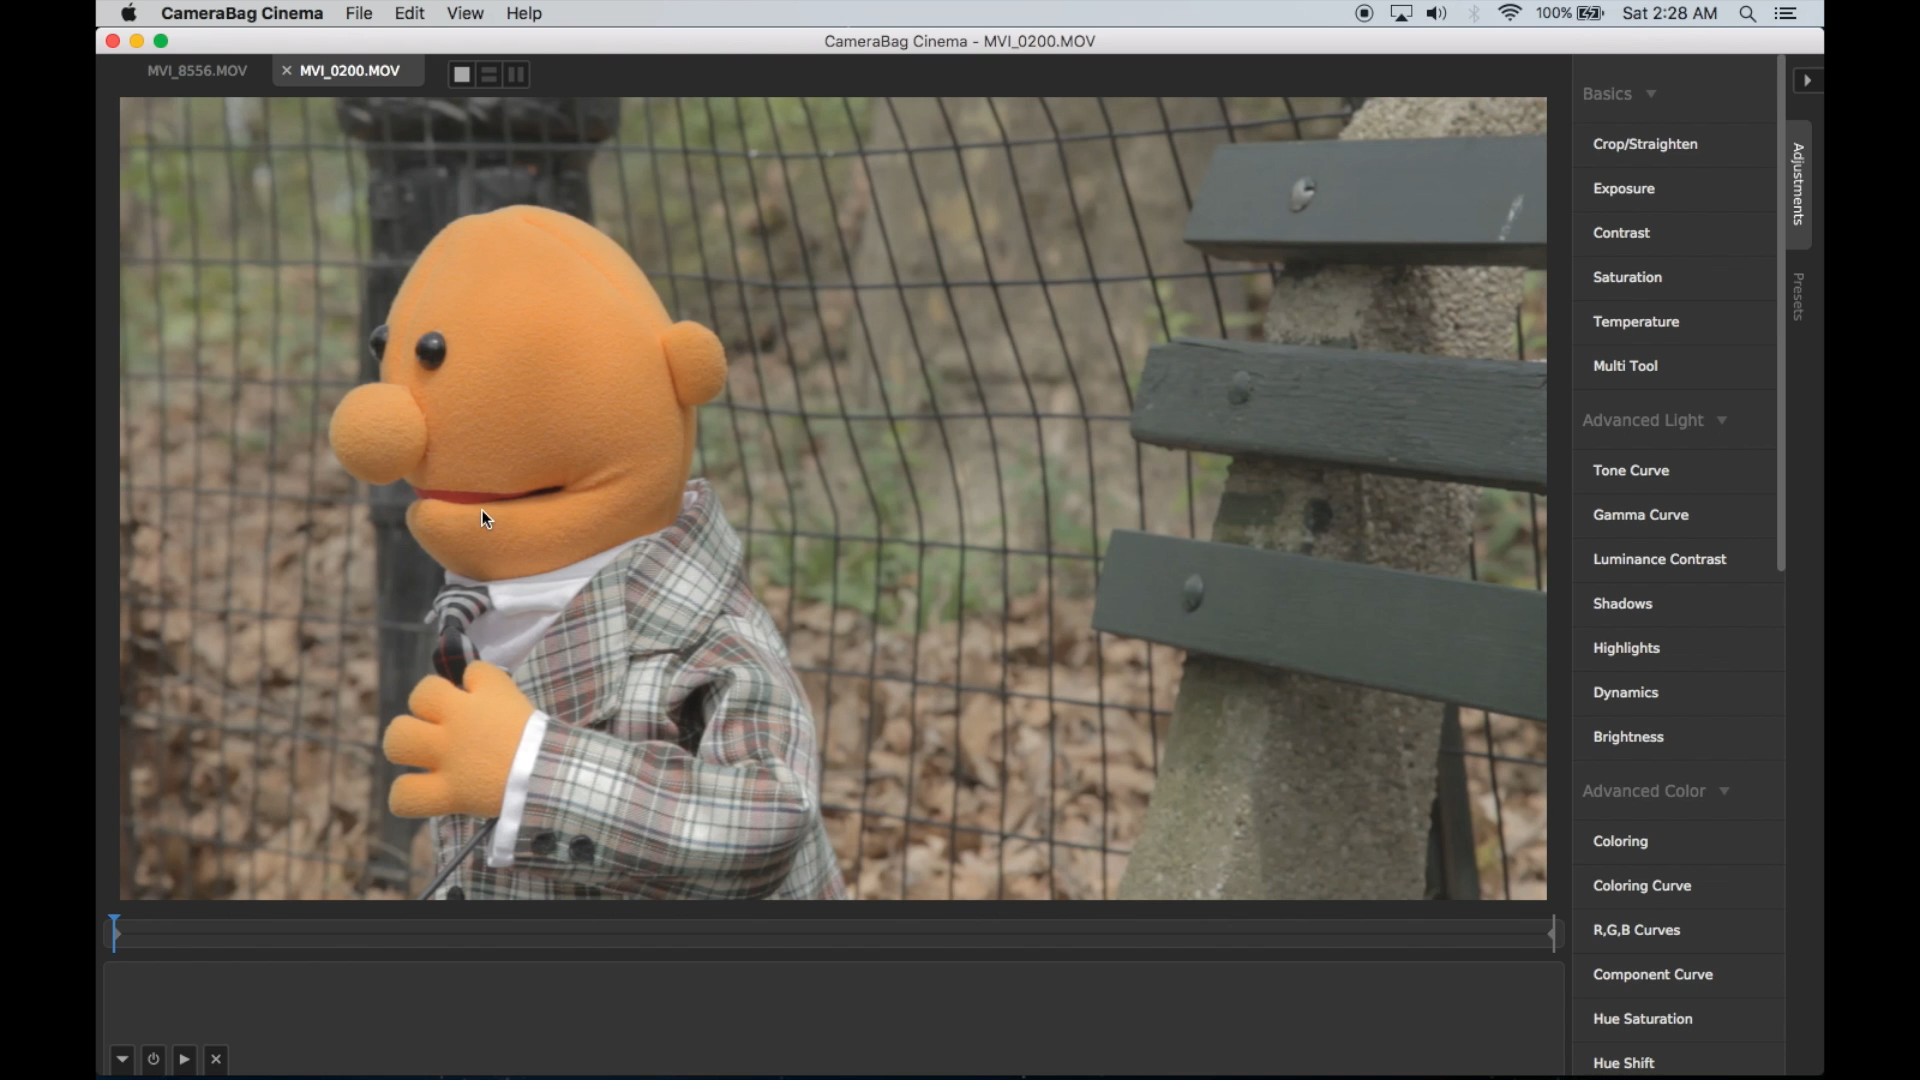 CameraBag Cinema File Edit View Help 100% Sat 2:28 AM
CameraBag Cinema - MVI_0200.MOV
MVI_8556.MOV × MVI_0200.MOV
Basics
Crop/Straighten
Exposure
Contrast
Saturation
Temperature
Multi Tool
Advanced Light
Tone Curve
Gamma Curve
Luminance Contrast
Shadows
Highlights
Dynamics
Brightness
Advanced Color
Coloring
Coloring Curve
R,G,B Curves
Component Curve
Hue Saturation
Hue Shift
Adjustments
Presets